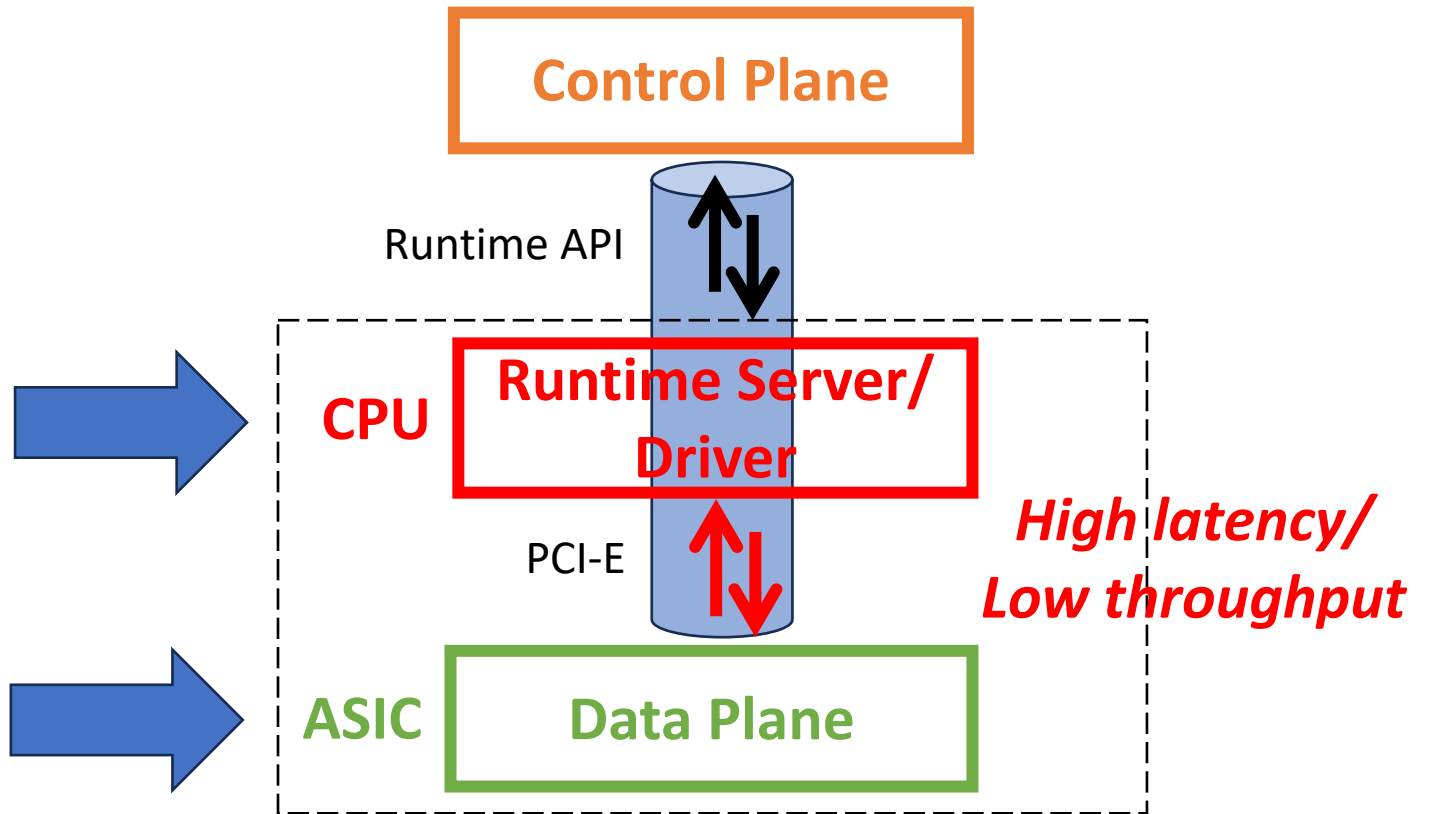 Control Plane
Runtime API
CPU
Runtime Server/
Driver
PCI-E
High latency/
Low throughput
ASIC
Data Plane